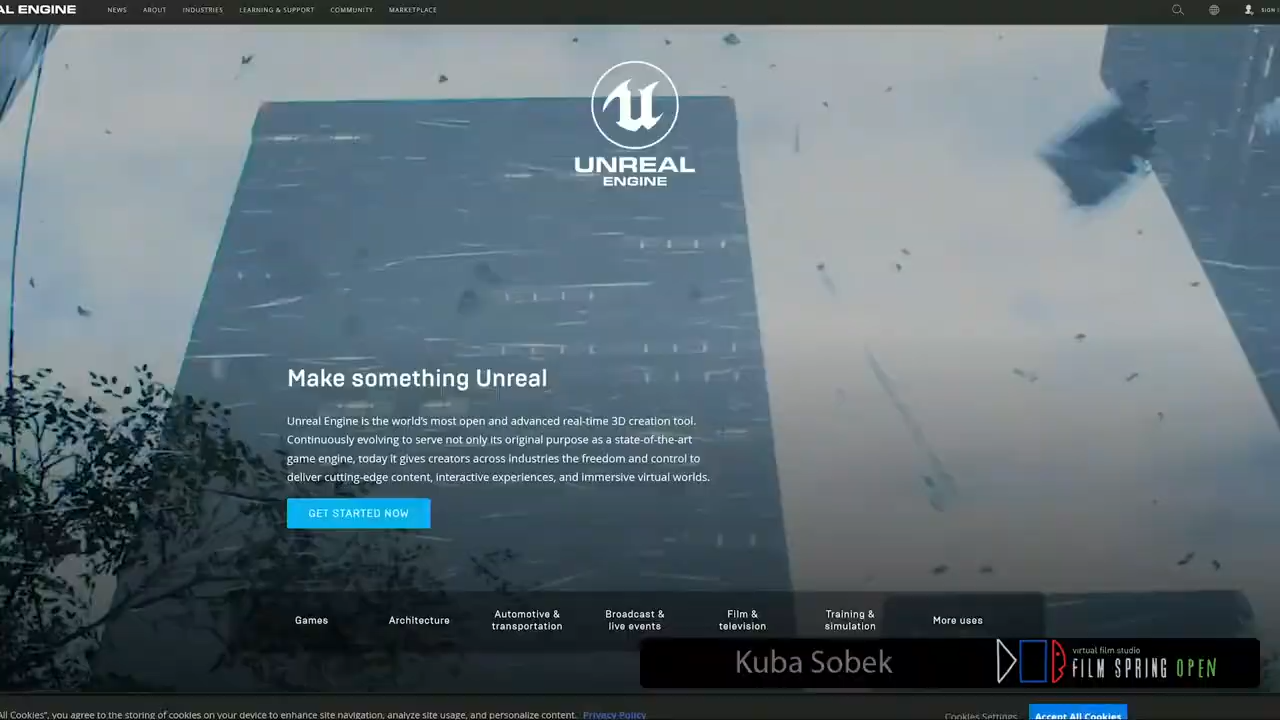 AL ENGINE
NEWS
ABOUT
INDUSTRIES
LEARNING & SUPPORT
COMMUNITY
MARKETPLACE
SIGN I
UNREAL
ENGINE
Make something Unreal
Unreal Engine is the world's most open and advanced real-time 3D creation tool.
Continuously evolving to serve not only its original purpose as a state-of-the-art
game engine, today it gives creators across industries the freedom and control to
deliver cutting-edge content, interactive experiences, and immersive virtual worlds.
GET STARTED NOW
Games
Architecture
Automotive &
transportation
Broadcast &
live events
Film &
television
Training &
simulation
More uses
Kuba Sobek
virtual film studio
FILM SPRING OPEN
All Cookies", you agree to the storing of cookies on your device to enhance site navigation, analyze site usage, and personalize content. Privacy Policy
Cookies Settings
Accept All Cookies